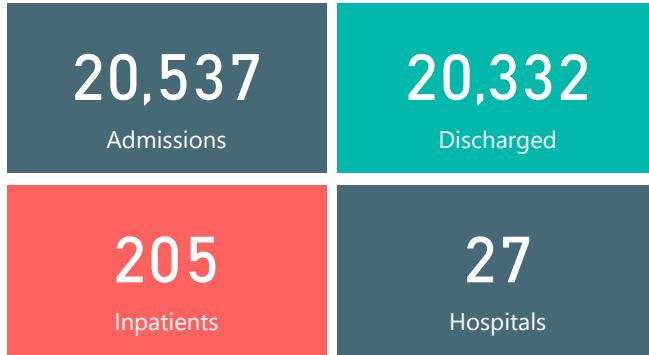 20,537
Admissions
20,332
Discharged
205
Inpatients
27
Hospitals